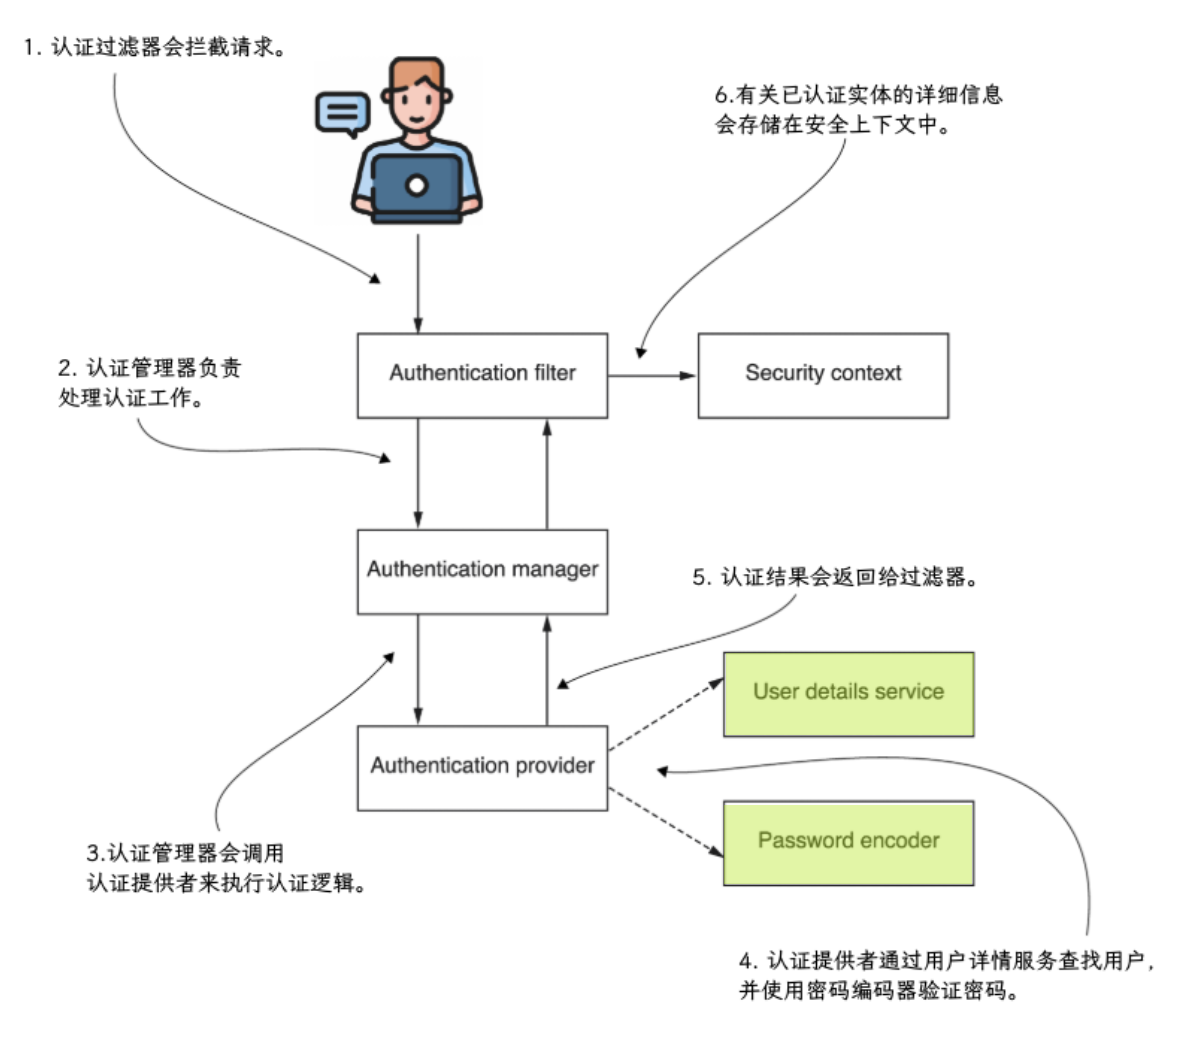 1. 认证过滤器会拦截请求。
6.有关已认证实体的详细信息
会存储在安全上下文中。
2. 认证管理器负责
处理认证工作。
Authentication filter
Security context
Authentication manager
5. 认证结果会返回给过滤器。
User details service
Authentication provider
Password encoder
3.认证管理器会调用
认证提供者来执行认证逻辑。
4. 认证提供者通过用户详情服务查找用户，
并使用密码编码器验证密码。